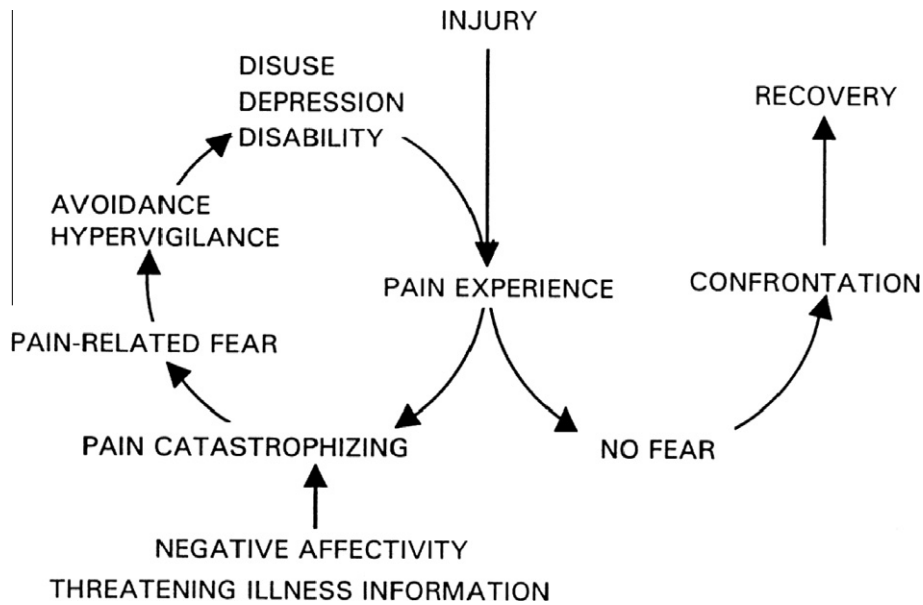 INJURY
DISUSE
DEPRESSION
DISABILITY
RECOVERY
AVOIDANCE
HYPERVIGILANCE
PAIN EXPERIENCE
CONFRONTATION
PAIN-RELATED FEAR
PAIN CATASTROPHIZING
NO FEAR
NEGATIVE AFFECTIVITY
THREATENING ILLNESS INFORMATION